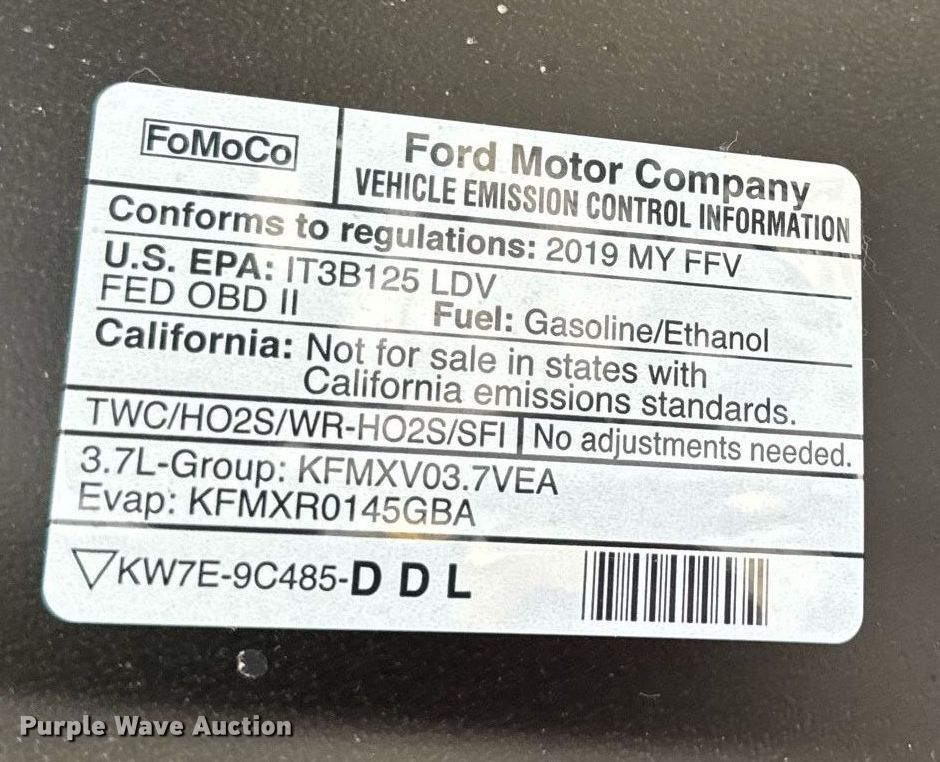 FoMoCo
Ford Motor Company
VEHICLE EMISSION CONTROL INFORMATION
Conforms to regulations: 2019 MY FFV
U.S. EPA: IT3B125 LDV
FED OBD II
Fuel: Gasoline/Ethanol
California: Not for sale in states with
California emissions standards.
TWC/HO2S/WR-HO2S/SFI
No adjustments needed.
3.7L-Group: KFMXV03.7VEA
Evap: KFMXR0145GBA
KW7E-9C485-DDL
Purple Wave Auction